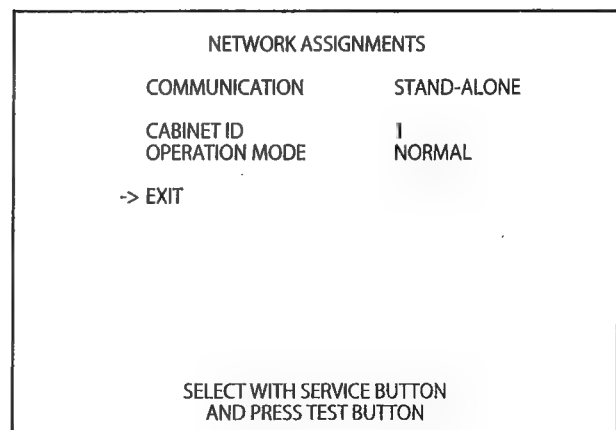 NETWORK ASSIGNMENTS
COMMUNICATION STAND-ALONE
CABINET ID 1
OPERATION MODE NORMAL
-> EXIT
SELECT WITH SERVICE BUTTON
AND PRESS TEST BUTTON